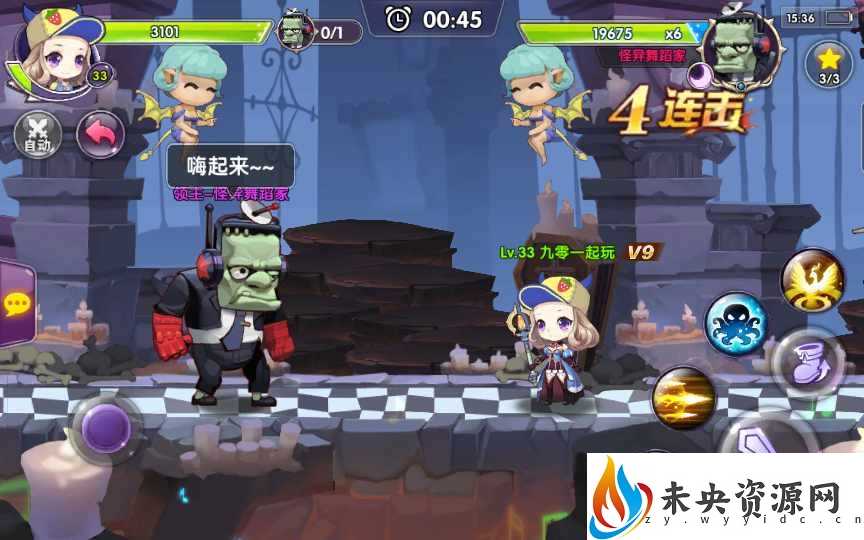 3101
0/1
00:45
19675
x6
15:36
怪异舞蹈家
33
3/3
4连击
自动
嗨起来~~
领主-怪异舞蹈家
Lv.33 九零一起玩 V9
未央资源网
zy.wyyidc.cn